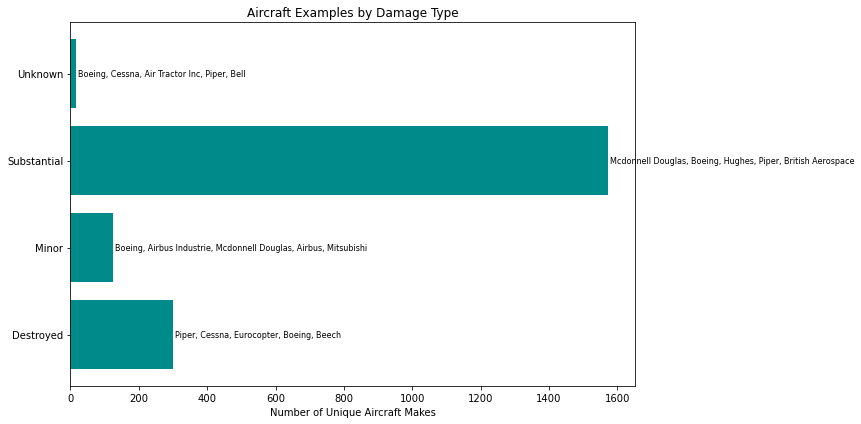 Aircraft Examples by Damage Type
Unknown
Boeing, Cessna, Air Tractor Inc, Piper, Bell
Substantial
Mcdonnell Douglas, Boeing, Hughes, Piper, British Aerospace
Minor
Boeing, Airbus Industrie, Mcdonnell Douglas, Airbus, Mitsubishi
Destroyed
Piper, Cessna, Eurocopter, Boeing, Beech
0 200 400 600 800 1000 1200 1400 1600
Number of Unique Aircraft Makes